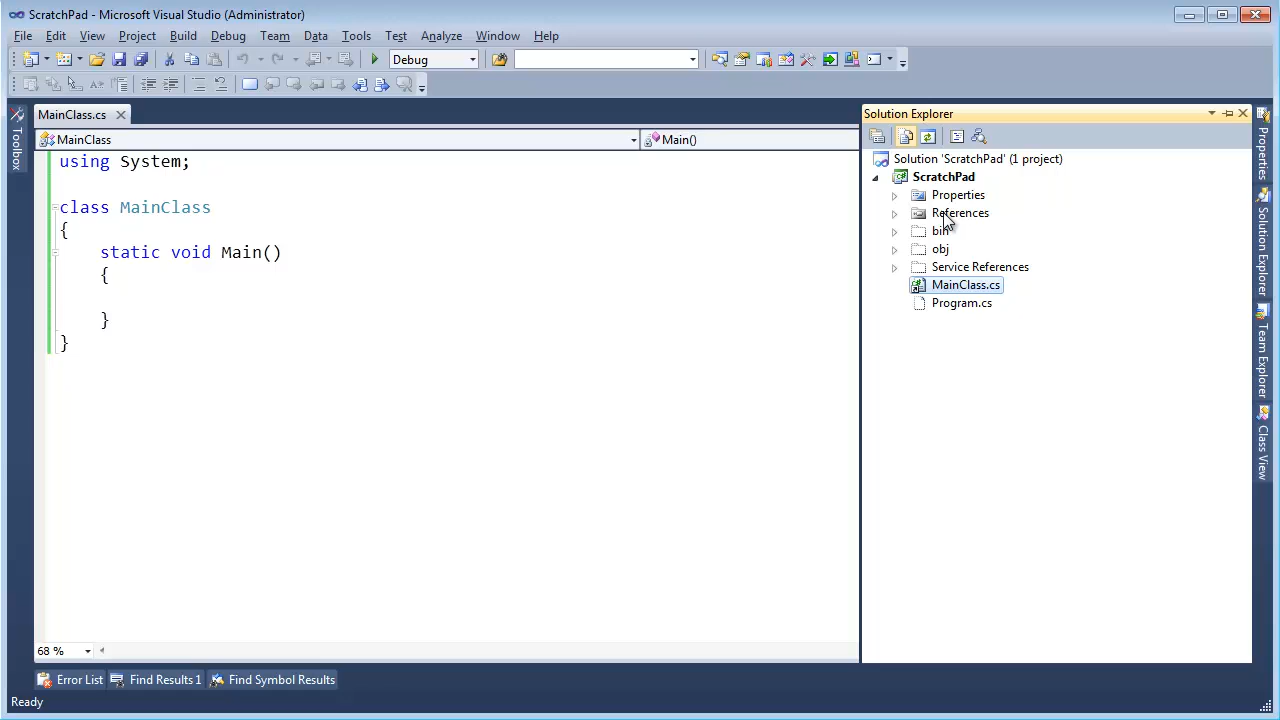 ScratchPad - Microsoft Visual Studio (Administrator)
File Edit View Project Build Debug Team Data Tools Test Analyze Window Help
Debug
MainClass.cs
MainClass
Main()
using System;
class MainClass
{
static void Main()
{
}
}
68 %
Toolbox
Solution Explorer
Solution 'ScratchPad' (1 project)
ScratchPad
Properties
References
bin
obj
Service References
MainClass.cs
Program.cs
Properties
Solution Explorer
Team Explorer
Class View
Error List Find Results 1 Find Symbol Results
Ready